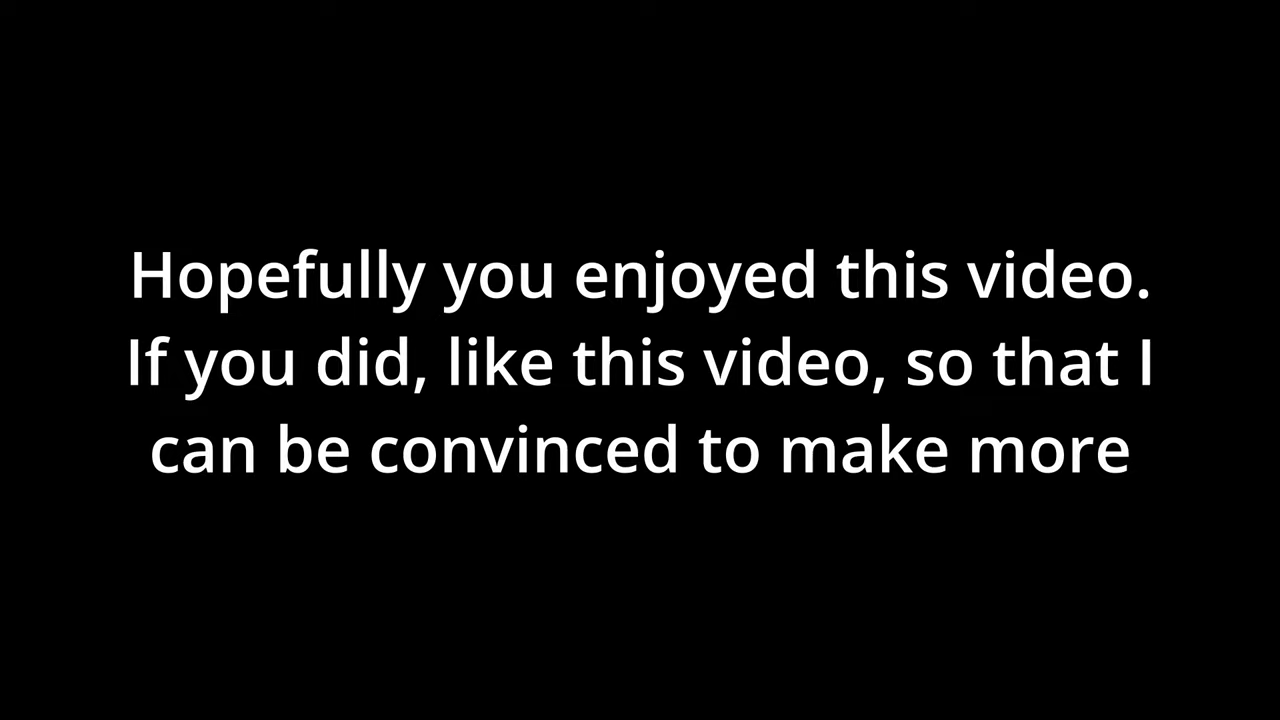 Hopefully you enjoyed this video.
If you did, like this video, so that I
can be convinced to make more